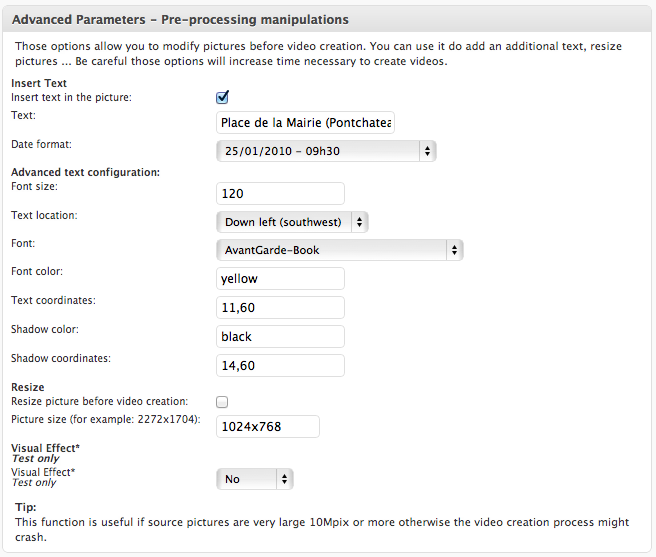 Advanced Parameters - Pre-processing manipulations
Those options allow you to modify pictures before video creation. You can use it do add an additional text, resize
pictures ... Be careful those options will increase time necessary to create videos.
Insert Text
Insert text in the picture:
Text: Place de la Mairie (Pontchatea
Date format: 25/01/2010 - 09h30
Advanced text configuration:
Font size: 120
Text location: Down left (southwest)
Font: AvantGarde-Book
Font color: yellow
Text coordinates: 11,60
Shadow color: black
Shadow coordinates: 14,60
Resize
Resize picture before video creation:
Picture size (for example: 2272x1704): 1024x768
Visual Effect*
Test only
Visual Effect* No
Test only
Tip:
This function is useful if source pictures are very large 10Mpix or more otherwise the video creation process might
crash.